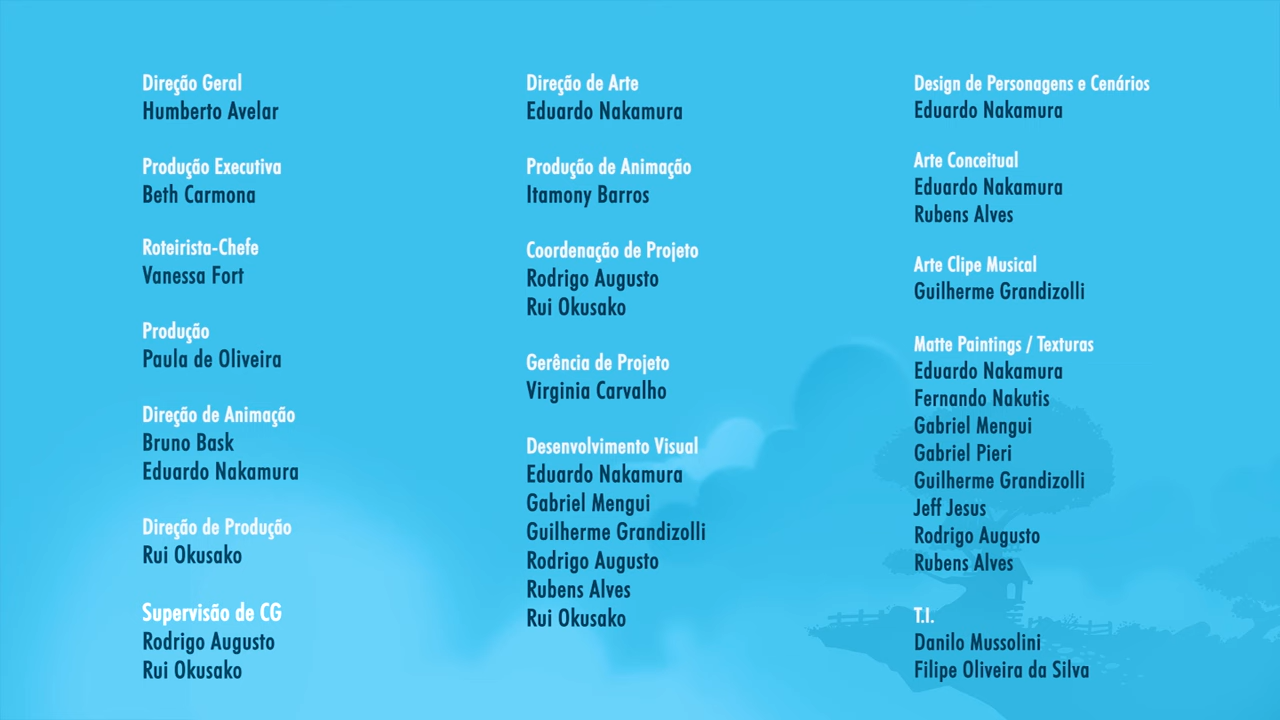 Direção Geral
Humberto Avelar
Produção Executiva
Beth Carmona
Roteirista-Chefe
Vanessa Fort
Produção
Paula de Oliveira
Direção de Animação
Bruno Bask
Eduardo Nakamura
Direção de Produção
Rui Okusako
Supervisão de CG
Rodrigo Augusto
Rui Okusako
Direção de Arte
Eduardo Nakamura
Produção de Animação
Itamony Barros
Coordenação de Projeto
Rodrigo Augusto
Rui Okusako
Gerência de Projeto
Virginia Carvalho
Desenvolvimento Visual
Eduardo Nakamura
Gabriel Mengui
Guilherme Grandizolli
Rodrigo Augusto
Rubens Alves
Rui Okusako
Design de Personagens e Cenários
Eduardo Nakamura
Arte Conceitual
Eduardo Nakamura
Rubens Alves
Arte Clipe Musical
Guilherme Grandizolli
Matte Paintings / Texturas
Eduardo Nakamura
Fernando Nakutis
Gabriel Mengui
Gabriel Pieri
Guilherme Grandizolli
Jeff Jesus
Rodrigo Augusto
Rubens Alves
T.I.
Danilo Mussolini
Filipe Oliveira da Silva